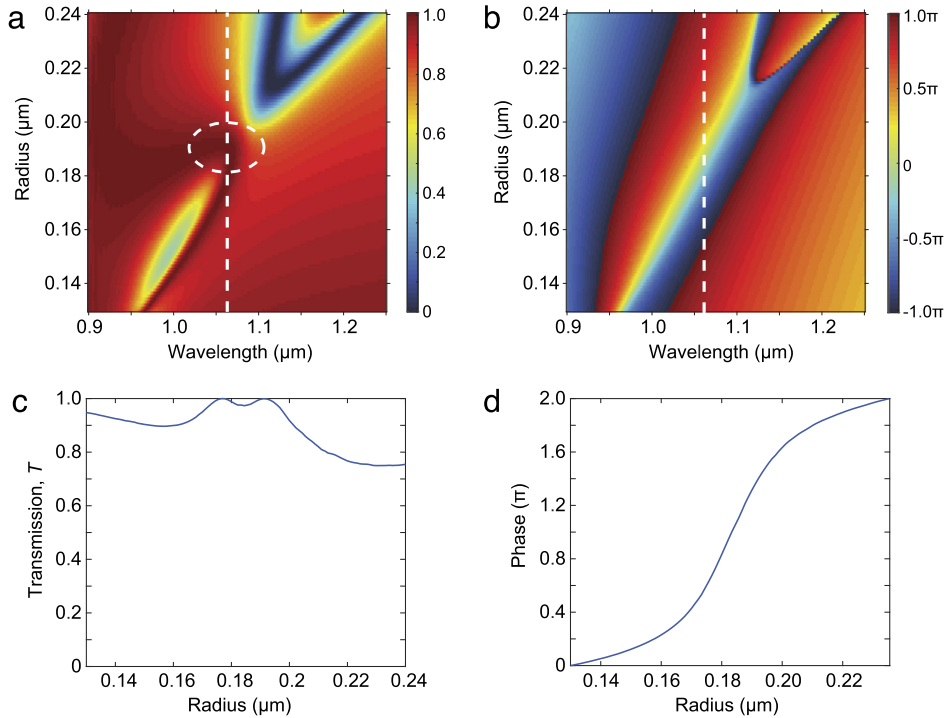 a
0.24
0.22
0.20
0.18
0.16
0.14
Radius (μm)
0.9 1.0 1.1 1.2
Wavelength (μm)
1.0
0.8
0.6
0.4
0.2
0
b
0.24
0.22
0.20
0.18
0.16
0.14
Radius (μm)
0.9 1.0 1.1 1.2
Wavelength (μm)
1.0π
0.5π
0
-0.5π
-1.0π
c
1.0
0.8
0.6
0.4
0.2
0
Transmission, T
0.14 0.16 0.18 0.2 0.22 0.24
Radius (μm)
d
2.0
1.6
1.2
0.8
0.4
0
Phase (π)
0.14 0.16 0.18 0.20 0.22
Radius (μm)